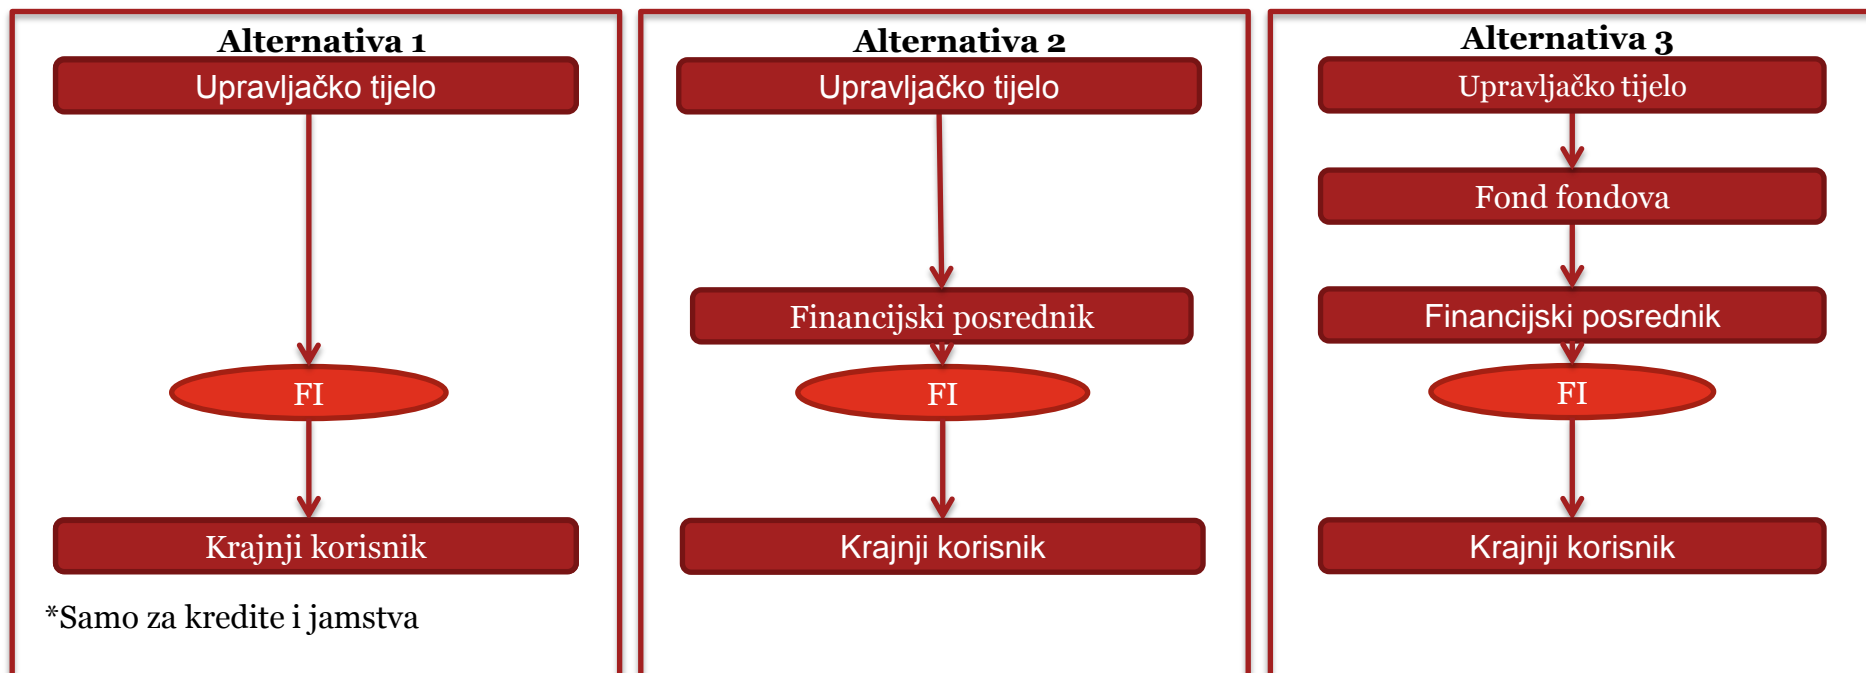 Alternativa 1
Upravljačko tijelo
FI
Krajnji korisnik
*Samo za kredite i jamstva
Alternativa 2
Upravljačko tijelo
Financijski posrednik
FI
Krajnji korisnik
Alternativa 3
Upravljačko tijelo
Fond fondova
Financijski posrednik
FI
Krajnji korisnik